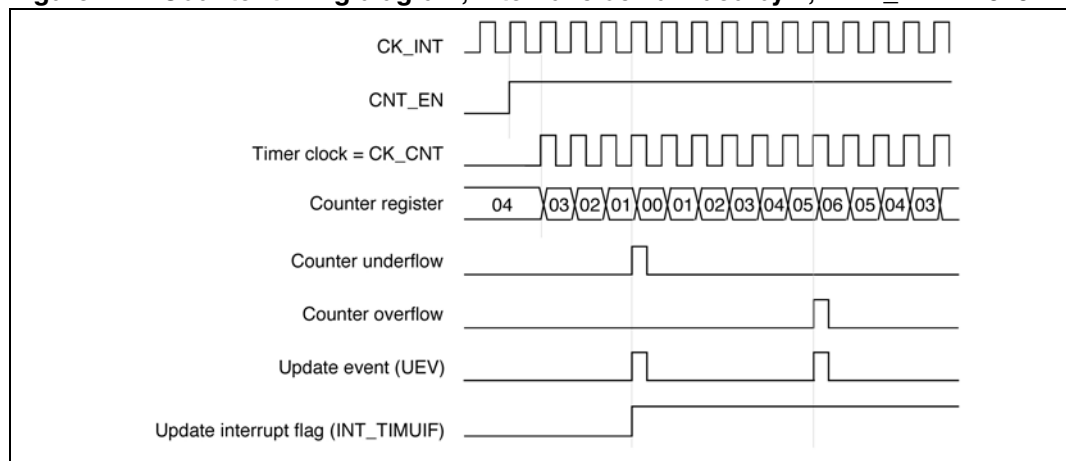 CK_INT
CNT_EN
Timer clock = CK_CNT
Counter register 04 03 02 01 00 01 02 03 04 05 06 05 04 03
Counter underflow
Counter overflow
Update event (UEV)
Update interrupt flag (INT_TIMUIF)